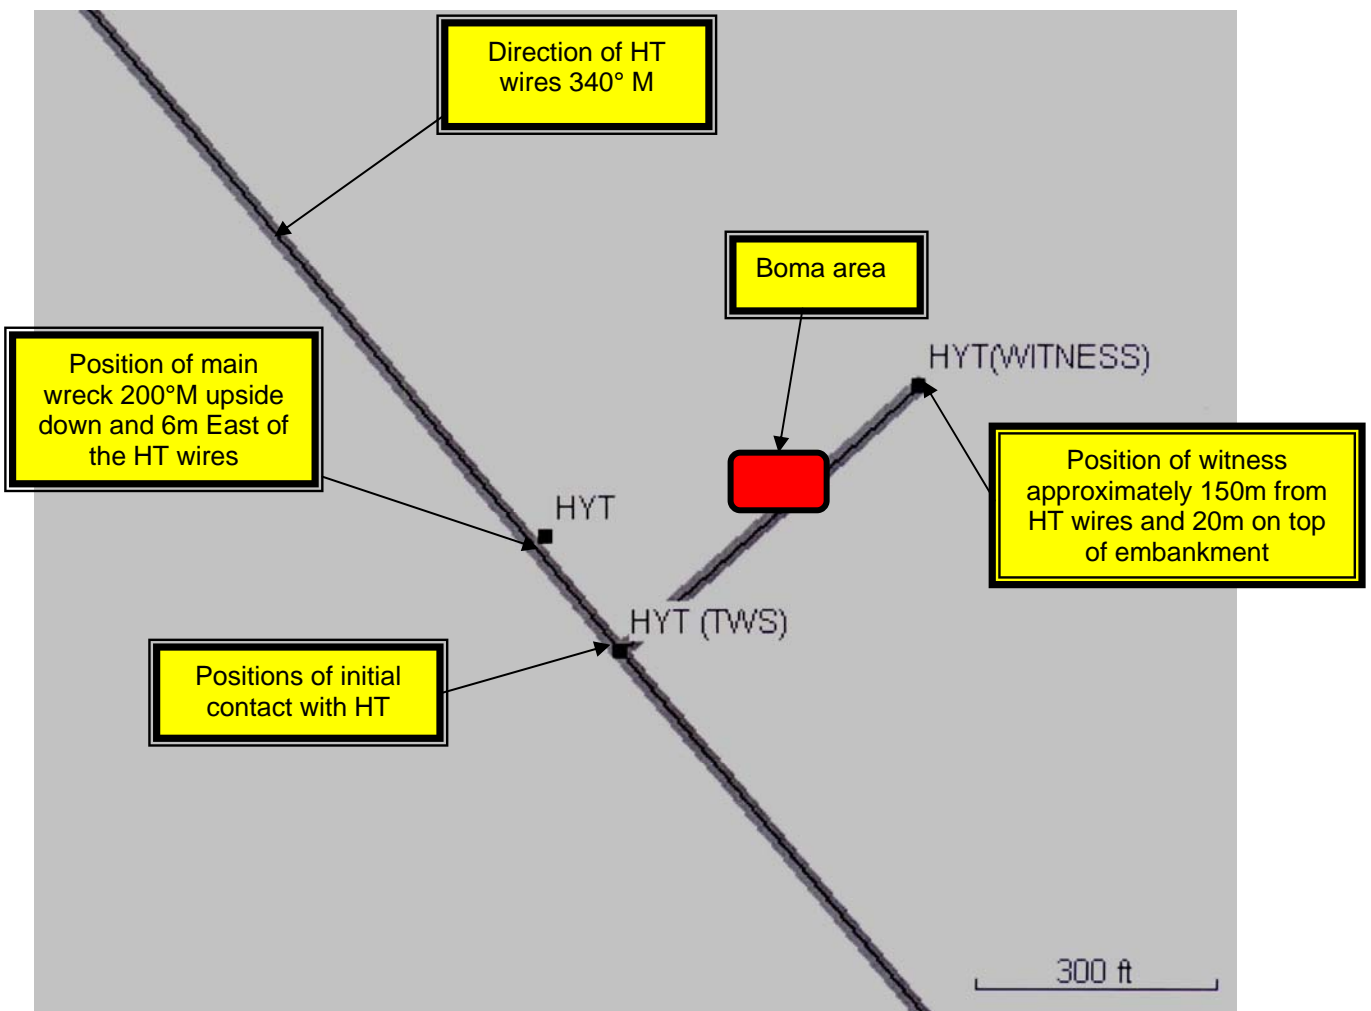 Direction of HT
wires 340° M
Boma area
HYT(WITNESS)
Position of main
wreck 200°M upside
down and 6m East of
the HT wires
Position of witness
approximately 150m from
HT wires and 20m on top
of embankment
HYT
HYT (TWS)
Positions of initial
contact with HT
300 ft